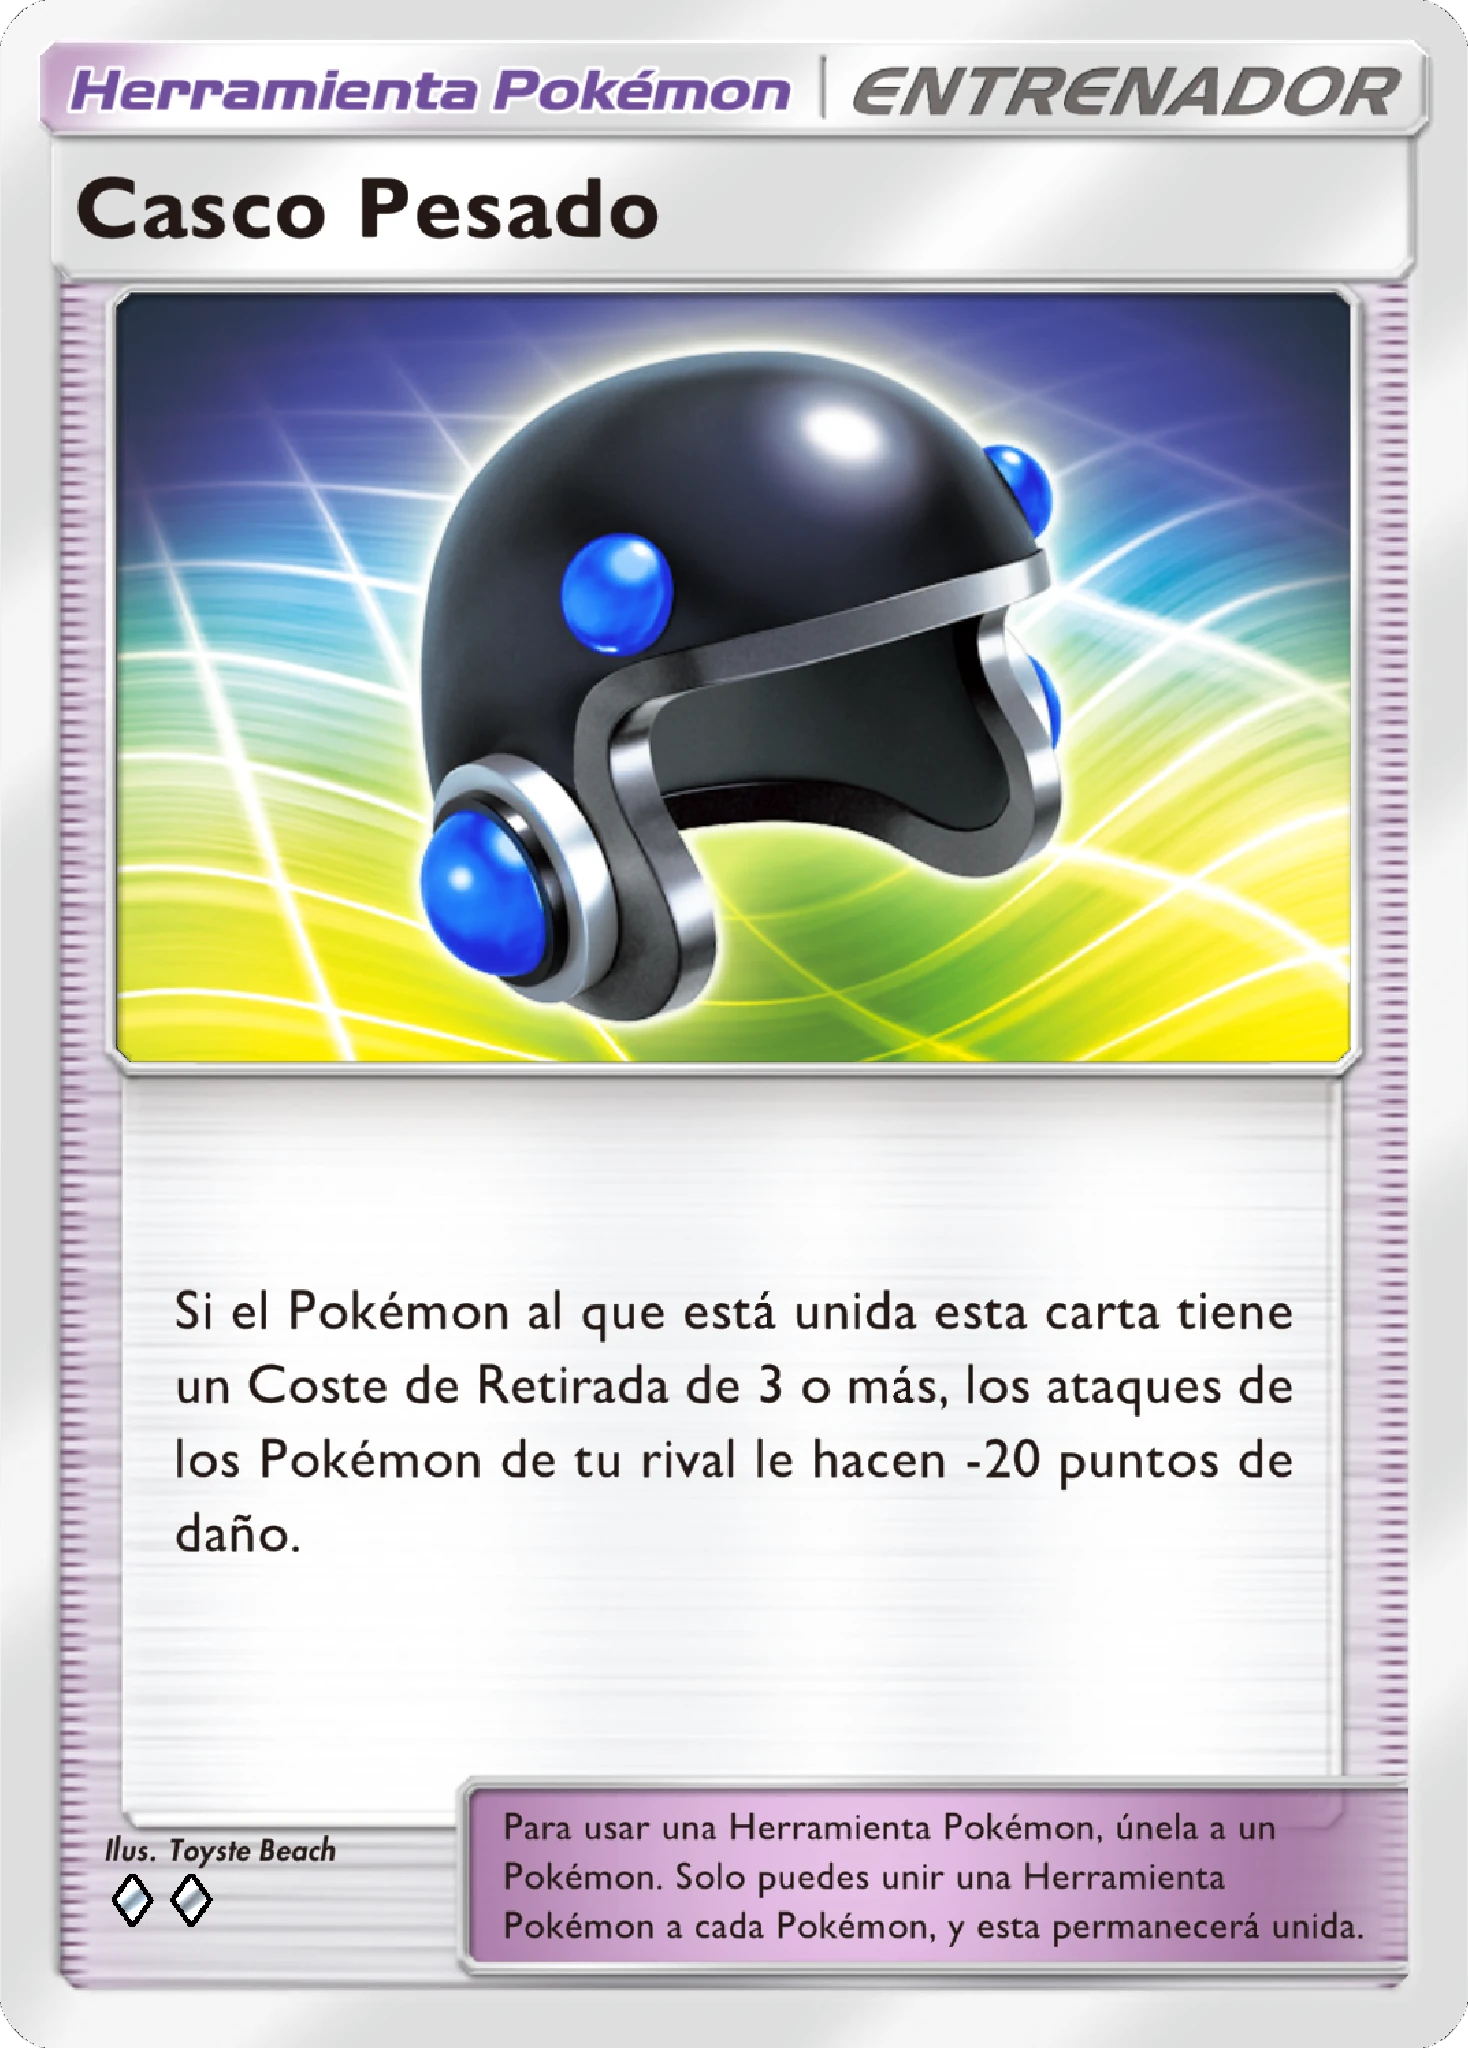 Herramienta Pokémon | ENTRENADOR
Casco Pesado
Si el Pokémon al que está unida esta carta tiene
un Coste de Retirada de 3 o más, los ataques de
los Pokémon de tu rival le hacen -20 puntos de
daño.
Ilus. Toyste Beach
Para usar una Herramienta Pokémon, únela a un
Pokémon. Solo puedes unir una Herramienta
Pokémon a cada Pokémon, y esta permanecerá unida.